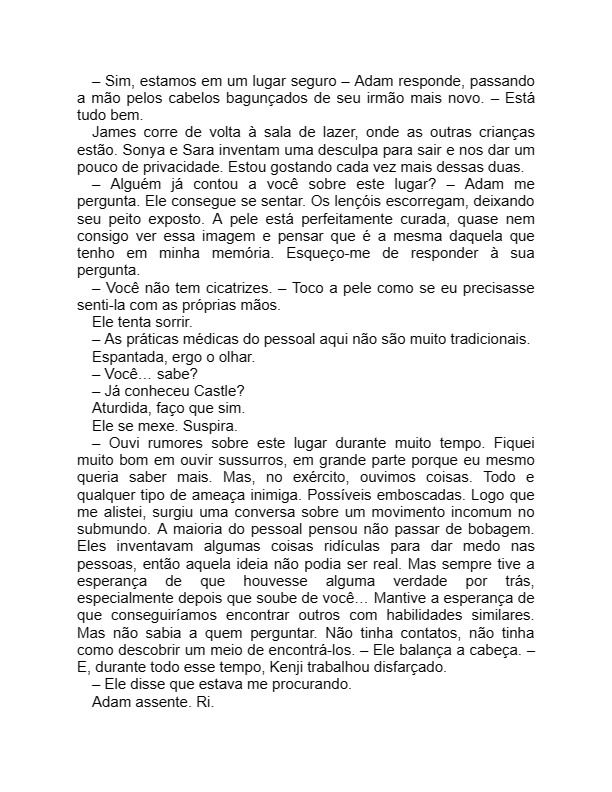 – Sim, estamos em um lugar seguro – Adam responde, passando
a mão pelos cabelos bagunçados de seu irmão mais novo. – Está
tudo bem.
James corre de volta à sala de lazer, onde as outras crianças
estão. Sonya e Sara inventam uma desculpa para sair e nos dar um
pouco de privacidade. Estou gostando cada vez mais dessas duas.
– Alguém já contou a você sobre este lugar? – Adam me
pergunta. Ele consegue se sentar. Os lençóis escorregam, deixando
seu peito exposto. A pele está perfeitamente curada, quase nem
consigo ver essa imagem e pensar que é a mesma daquela que
tenho em minha memória. Esqueço-me de responder à sua
pergunta.
– Você não tem cicatrizes. – Toco a pele como se eu precisasse
senti-la com as próprias mãos.
Ele tenta sorrir.
– As práticas médicas do pessoal aqui não são muito tradicionais.
Espantada, ergo o olhar.
– Você… sabe?
– Já conheceu Castle?
Aturdida, faço que sim.
Ele se mexe. Suspira.
– Ouvi rumores sobre este lugar durante muito tempo. Fiquei
muito bom em ouvir sussurros, em grande parte porque eu mesmo
queria saber mais. Mas, no exército, ouvimos coisas. Todo e
qualquer tipo de ameaça inimiga. Possíveis emboscadas. Logo que
me alistei, surgiu uma conversa sobre um movimento incomum no
submundo. A maioria do pessoal pensou não passar de bobagem.
Eles inventavam algumas coisas ridículas para dar medo nas
pessoas, então aquela ideia não podia ser real. Mas sempre tive a
esperança de que houvesse alguma verdade por trás,
especialmente depois que soube de você… Mantive a esperança de
que conseguiríamos encontrar outros com habilidades similares.
Mas não sabia a quem perguntar. Não tinha contatos, não tinha
como descobrir um meio de encontrá-los. – Ele balança a cabeça. –
E, durante todo esse tempo, Kenji trabalhou disfarçado.
– Ele disse que estava me procurando.
Adam assente. Ri.